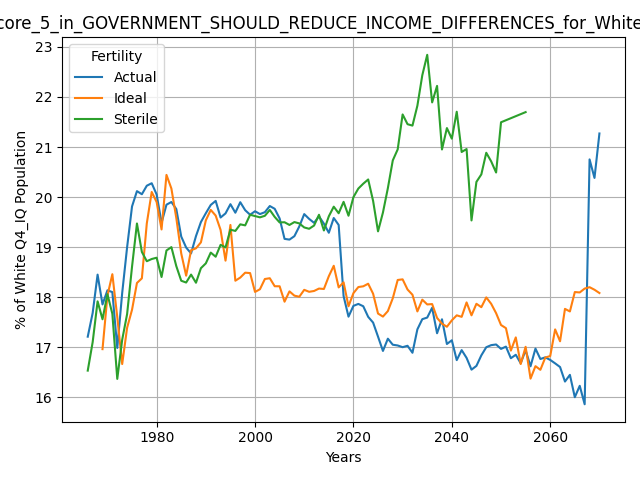 core_5_in_GOVERNMENT_SHOULD_REDUCE_INCOME_DIFFERENCES_for_White
23
22
21
20
19
18
17
16
% of White Q4_IQ Population
Fertility
Actual
Ideal
Sterile
1980 2000 2020 2040 2060
Years